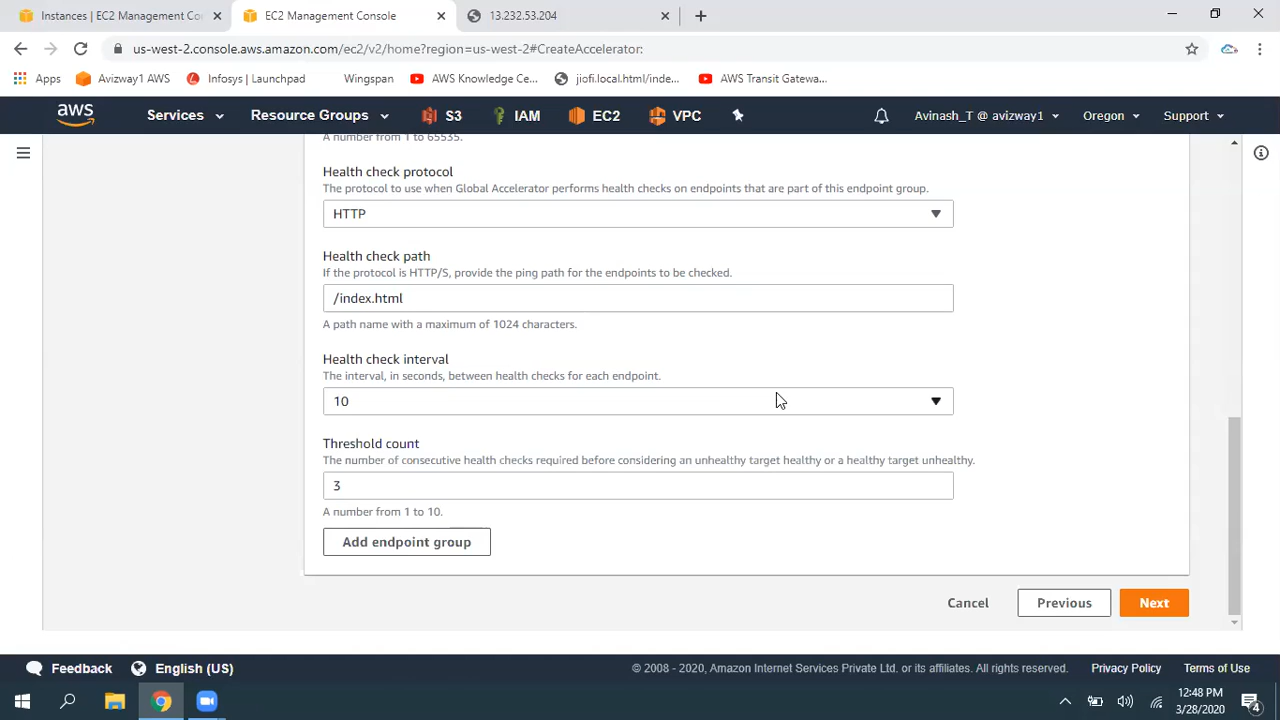 Instances | EC2 Management Co
EC2 Management Console
13.232.53.204
us-west-2.console.aws.amazon.com/ec2/v2/home?region=us-west-2#CreateAccelerator:
Apps
Avizway1 AWS
Infosys | Launchpad
Wingspan
AWS Knowledge Ce...
jiofi.local.html/inde...
AWS Transit Gatewa...
aws
Services
Resource Groups
S3
IAM
EC2
VPC
Avinash_T @ avizway1
Oregon
Support
A number from 1 to 65535.
Health check protocol
The protocol to use when Global Accelerator performs health checks on endpoints that are part of this endpoint group.
HTTP
Health check path
If the protocol is HTTP/S, provide the ping path for the endpoints to be checked.
/index.html
A path name with a maximum of 1024 characters.
Health check interval
The interval, in seconds, between health checks for each endpoint.
10
Threshold count
The number of consecutive health checks required before considering an unhealthy target healthy or a healthy target unhealthy.
3
A number from 1 to 10.
Add endpoint group
Cancel
Previous
Next
Feedback
English (US)
© 2008 - 2020, Amazon Internet Services Private Ltd. or its affiliates. All rights reserved.
Privacy Policy
Terms of Use
12:48 PM
3/28/2020
4